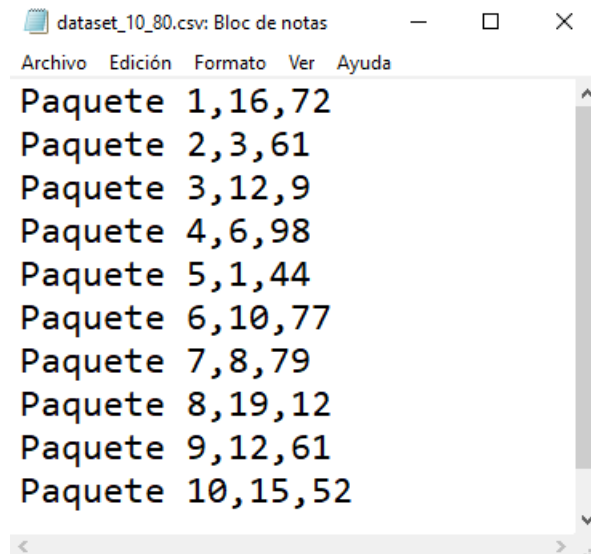 dataset_10_80.csv: Bloc de notas
Archivo Edición Formato Ver Ayuda
Paquete 1,16,72
Paquete 2,3,61
Paquete 3,12,9
Paquete 4,6,98
Paquete 5,1,44
Paquete 6,10,77
Paquete 7,8,79
Paquete 8,19,12
Paquete 9,12,61
Paquete 10,15,52